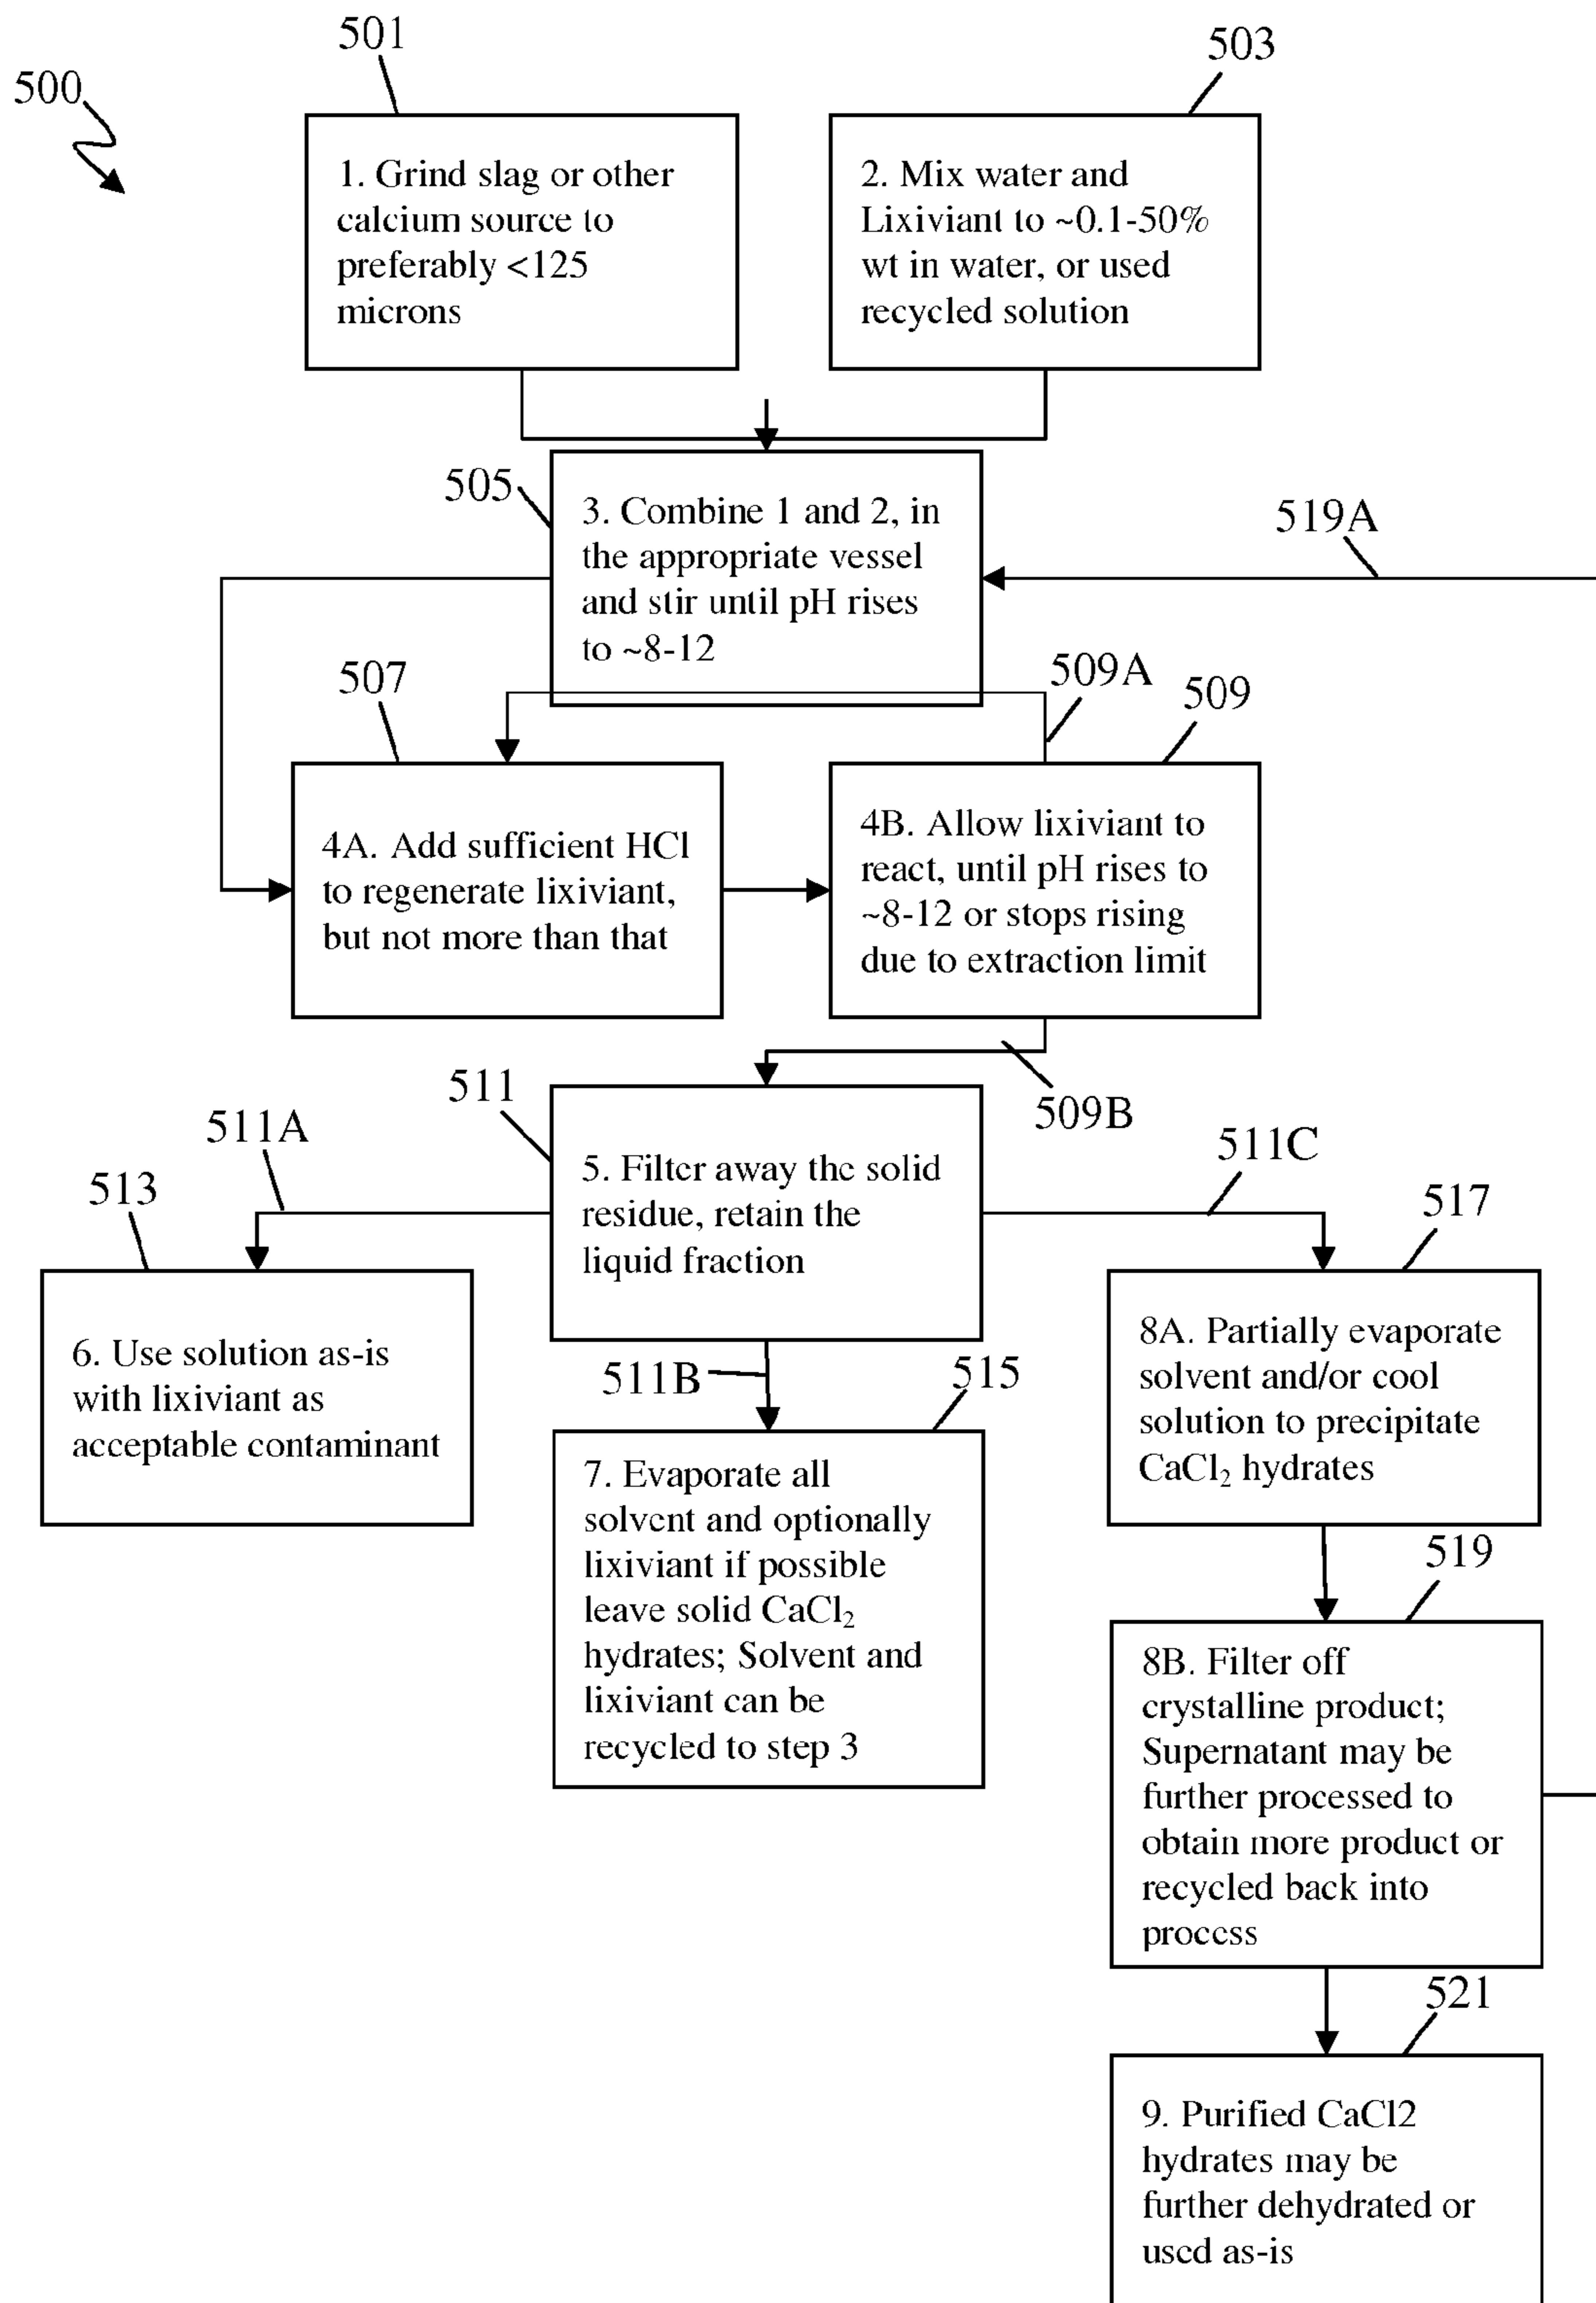 501
503
500
1. Grind slag or other
calcium source to
preferably <125
microns
2. Mix water and
Lixiviant to ~0.1-50%
wt in water, or used
recycled solution
505
3. Combine 1 and 2, in
the appropriate vessel
and stir until pH rises
to ~8-12
519A
507
509A
509
4A. Add sufficient HCl
to regenerate lixiviant,
but not more than that
4B. Allow lixiviant to
react, until pH rises to
~8-12 or stops rising
due to extraction limit
511
509B
511A
511C
513
517
5. Filter away the solid
residue, retain the
liquid fraction
6. Use solution as-is
with lixiviant as
acceptable contaminant
511B
515
8A. Partially evaporate
solvent and/or cool
solution to precipitate
CaCl₂ hydrates
7. Evaporate all
solvent and optionally
lixiviant if possible
leave solid CaCl₂
hydrates; Solvent and
lixiviant can be
recycled to step 3
519
8B. Filter off
crystalline product;
Supernatant may be
further processed to
obtain more product or
recycled back into
process
521
9. Purified CaCl2
hydrates may be
further dehydrated or
used as-is